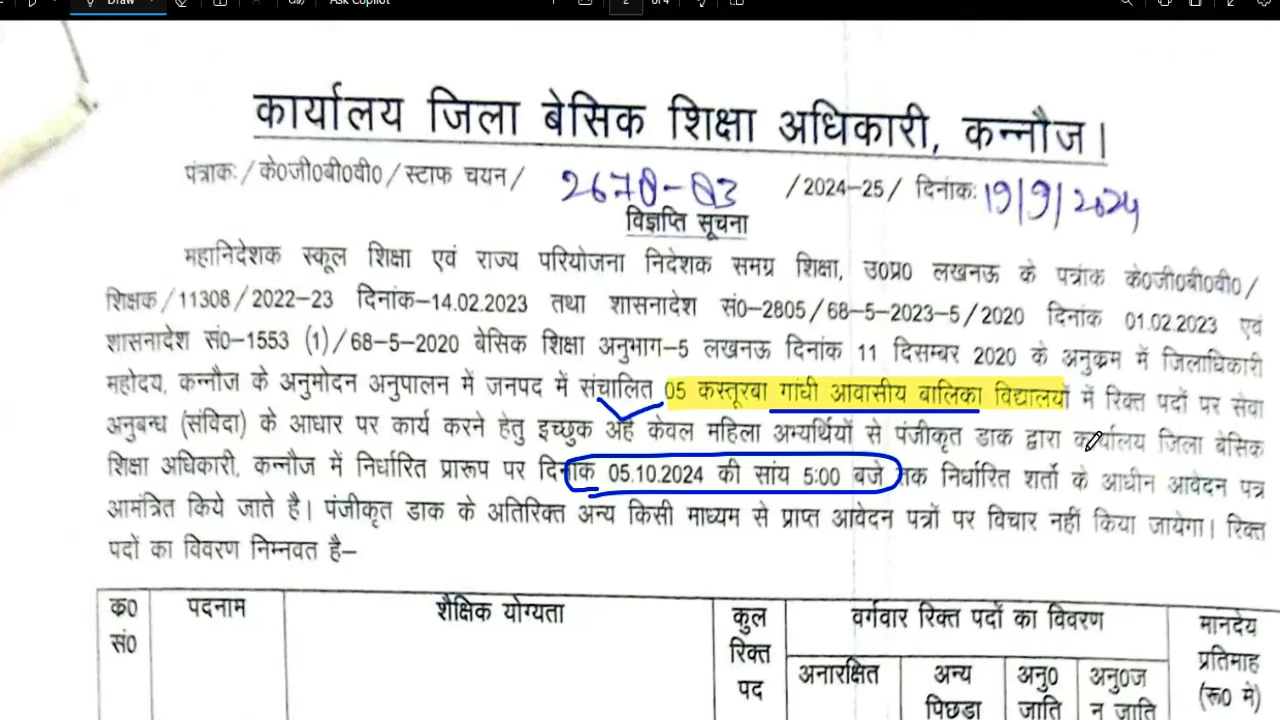 Draw
Ask Copilot
2
of 4
कार्यालय जिला बेसिक शिक्षा अधिकारी, कन्नौज।
पत्राकः/के0जी0बी0वी0/स्टाफ चयन/ 2678-83 /2024-25/ दिनांकः 19/9/2024
विज्ञप्ति सूचना
महानिदेशक स्कूल शिक्षा एवं राज्य परियोजना निदेशक समग्र शिक्षा, उ0प्र0 लखनऊ के पत्रांक के0जी0बी0वी0/
शिक्षक/11308/2022-23 दिनांक-14.02.2023 तथा शासनादेश सं0-2805/68-5-2023-5/2020 दिनांक 01.02.2023 एवं
शासनादेश सं0-1553 (1)/68-5-2020 बेसिक शिक्षा अनुभाग-5 लखनऊ दिनांक 11 दिसम्बर 2020 के अनुक्रम में जिलाधिकारी
महोदय, कन्नौज के अनुमोदन अनुपालन में जनपद में संचालित 05 कस्तूरबा गांधी आवासीय बालिका विद्यालयों में रिक्त पदों पर सेवा
अनुबन्ध (संविदा) के आधार पर कार्य करने हेतु इच्छुक अर्ह केवल महिला अभ्यर्थियों से पंजीकृत डाक द्वारा कार्यालय जिला बेसिक
शिक्षा अधिकारी, कन्नौज में निर्धारित प्रारूप पर दिनांक 05.10.2024 की सांय 5:00 बजे तक निर्धारित शर्तो के आधीन आवेदन पत्र
आमंत्रित किये जाते है। पंजीकृत डाक के अतिरिक्त अन्य किसी माध्यम से प्राप्त आवेदन पत्रों पर विचार नहीं किया जायेगा। रिक्त
पदों का विवरण निम्नवत है–
क0 सं0
पदनाम
शैक्षिक योग्यता
कुल रिक्त पद
वर्गवार रिक्त पदों का विवरण
मानदेय प्रतिमाह (रू0 में)
अनारक्षित
अन्य पिछडा
अनु0 जाति
अनु0ज न जाति